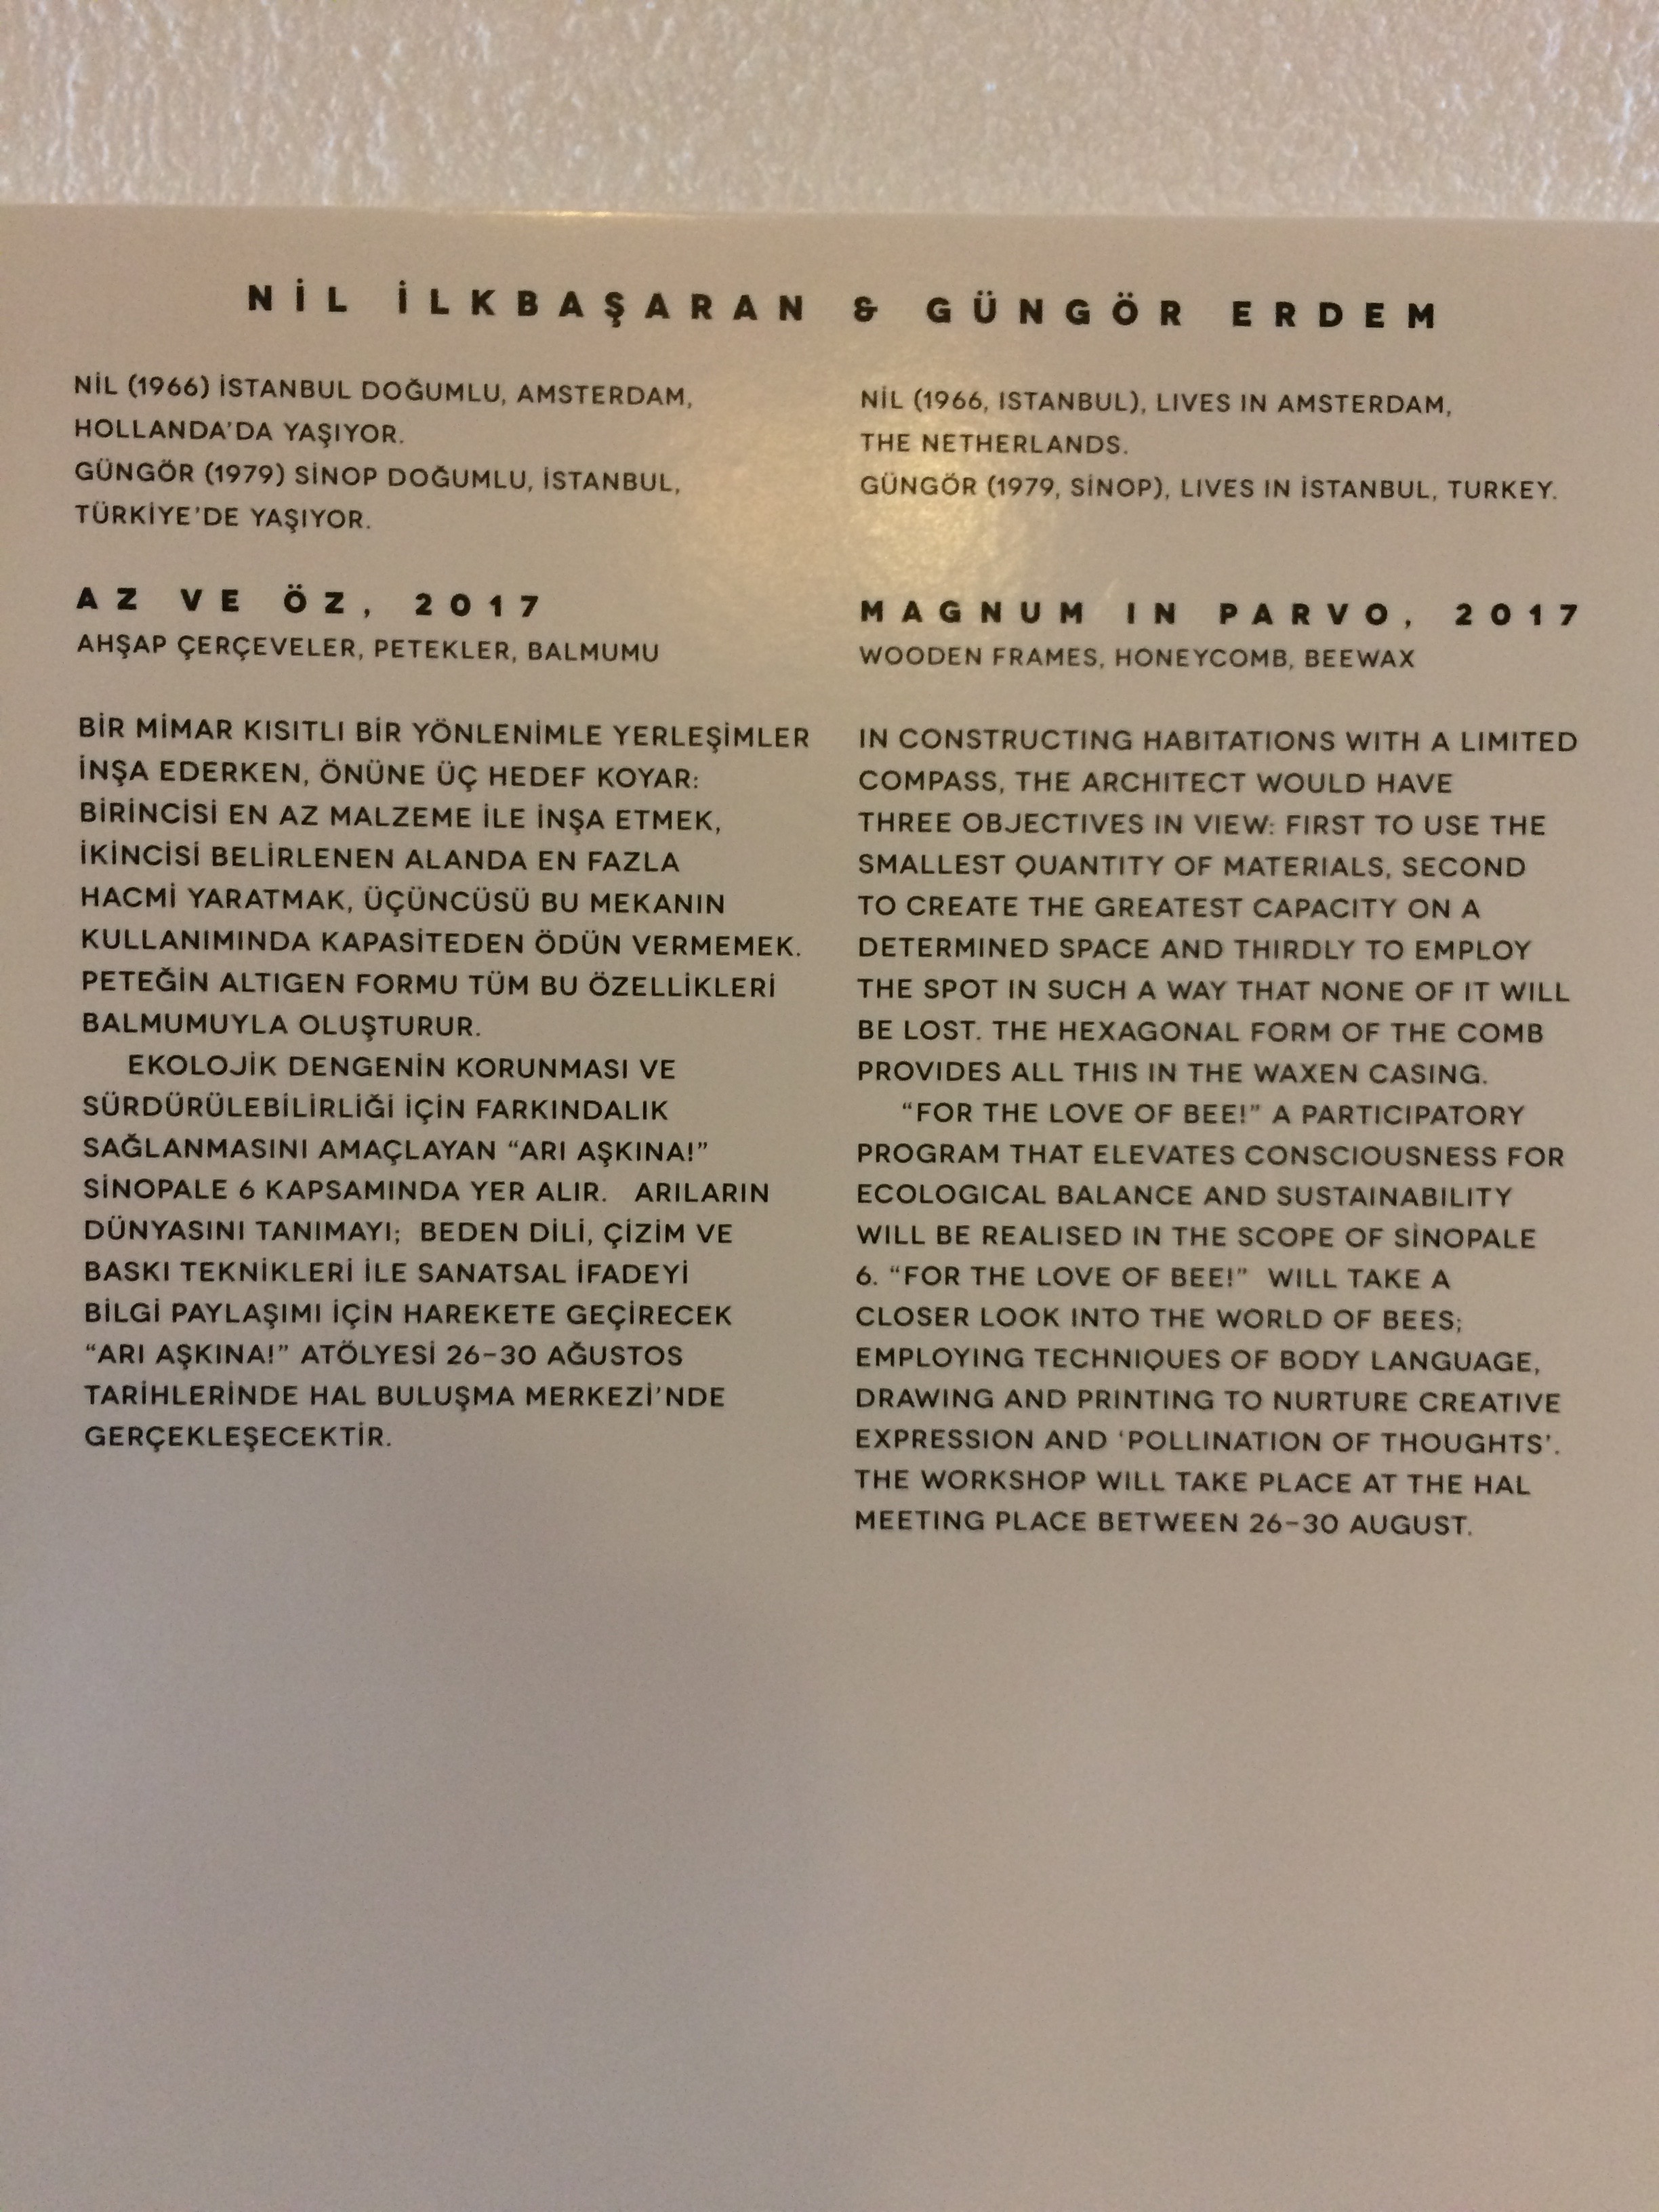 NİL İLKBAŞARAN & GÜNGÖR ERDEM
NİL (1966) İSTANBUL DOĞUMLU, AMSTERDAM,
HOLLANDA'DA YAŞIYOR.
GÜNGÖR (1979) SİNOP DOĞUMLU, İSTANBUL,
TÜRKİYE'DE YAŞIYOR.
AZ VE ÖZ, 2017
AHŞAP ÇERÇEVELER, PETEKLER, BALMUMU
BİR MİMAR KISITLI BİR YÖNLENİMLE YERLEŞİMLER
İNŞA EDERKEN, ÖNÜNE ÜÇ HEDEF KOYAR:
BİRİNCİSİ EN AZ MALZEME İLE İNŞA ETMEK,
İKİNCİSİ BELİRLENEN ALANDA EN FAZLA
HACMİ YARATMAK, ÜÇÜNCÜSÜ BU MEKANIN
KULLANIMINDA KAPASİTEDEN ÖDÜN VERMEMEK.
PETEĞİN ALTIGEN FORMU TÜM BU ÖZELLİKLERİ
BALMUMUYLA OLUŞTURUR.
EKOLOJİK DENGENİN KORUNMASI VE
SÜRDÜRÜLEBİLİRLİĞİ İÇİN FARKINDALIK
SAĞLANMASINI AMAÇLAYAN “ARI AŞKINA!”
SİNOPALE 6 KAPSAMINDA YER ALIR. ARILARIN
DÜNYASINI TANIMAYI; BEDEN DİLİ, ÇİZİM VE
BASKI TEKNİKLERİ İLE SANATSAL İFADEYİ
BİLGİ PAYLAŞIMI İÇİN HAREKETE GEÇİRECEK
“ARI AŞKINA!” ATÖLYESİ 26-30 AĞUSTOS
TARİHLERİNDE HAL BULUŞMA MERKEZİ'NDE
GERÇEKLEŞECEKTİR.
NİL (1966, ISTANBUL), LIVES IN AMSTERDAM,
THE NETHERLANDS.
GÜNGÖR (1979, SİNOP), LIVES IN İSTANBUL, TURKEY.
MAGNUM IN PARVO, 2017
WOODEN FRAMES, HONEYCOMB, BEEWAX
IN CONSTRUCTING HABITATIONS WITH A LIMITED
COMPASS, THE ARCHITECT WOULD HAVE
THREE OBJECTIVES IN VIEW: FIRST TO USE THE
SMALLEST QUANTITY OF MATERIALS, SECOND
TO CREATE THE GREATEST CAPACITY ON A
DETERMINED SPACE AND THIRDLY TO EMPLOY
THE SPOT IN SUCH A WAY THAT NONE OF IT WILL
BE LOST. THE HEXAGONAL FORM OF THE COMB
PROVIDES ALL THIS IN THE WAXEN CASING.
“FOR THE LOVE OF BEE!” A PARTICIPATORY
PROGRAM THAT ELEVATES CONSCIOUSNESS FOR
ECOLOGICAL BALANCE AND SUSTAINABILITY
WILL BE REALISED IN THE SCOPE OF SİNOPALE
6. “FOR THE LOVE OF BEE!” WILL TAKE A
CLOSER LOOK INTO THE WORLD OF BEES;
EMPLOYING TECHNIQUES OF BODY LANGUAGE,
DRAWING AND PRINTING TO NURTURE CREATIVE
EXPRESSION AND ‘POLLINATION OF THOUGHTS’.
THE WORKSHOP WILL TAKE PLACE AT THE HAL
MEETING PLACE BETWEEN 26-30 AUGUST.